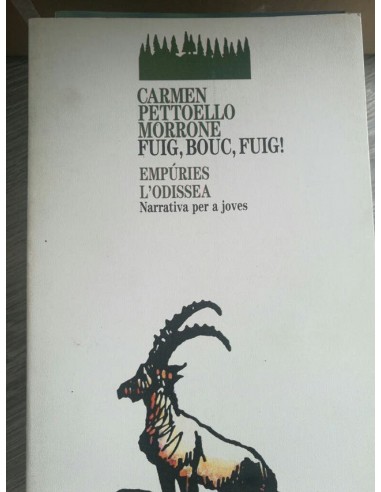 CARMEN
PETTOELLO
MORRONE
FUIG, BOUC, FUIG!
EMPÚRIES
L'ODISSEA
Narrativa per a joves